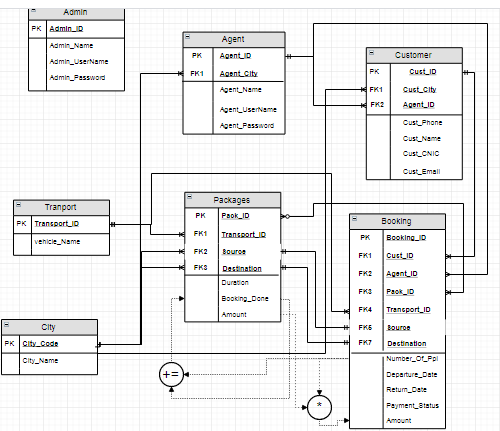 Admin
PK Admin_ID
Admin_Name
Admin_UserName
Admin_Password
Agent
PK Agent_ID
FK1 Agent_City
Agent_Name
Agent_UserName
Agent_Password
Customer
PK Cust_ID
FK1 Cust_City
FK2 Agent_ID
Cust_Phone
Cust_Name
Cust_CNIC
Cust_Email
Tranport
PK Transport_ID
vehicle_Name
Packages
PK Pack_ID
FK1 Transport_ID
FK2 Source
FK3 Destination
Duration
Booking_Done
Amount
Booking
PK Booking_ID
FK1 Cust_ID
FK2 Agent_ID
FK3 Pack_ID
FK4 Transport_ID
FK5 Source
FK7 Destination
Number_Of_Ppl
Departure_Date
Return_Date
Payment_Status
Amount
City
PK City_Code
City_Name
+=
*